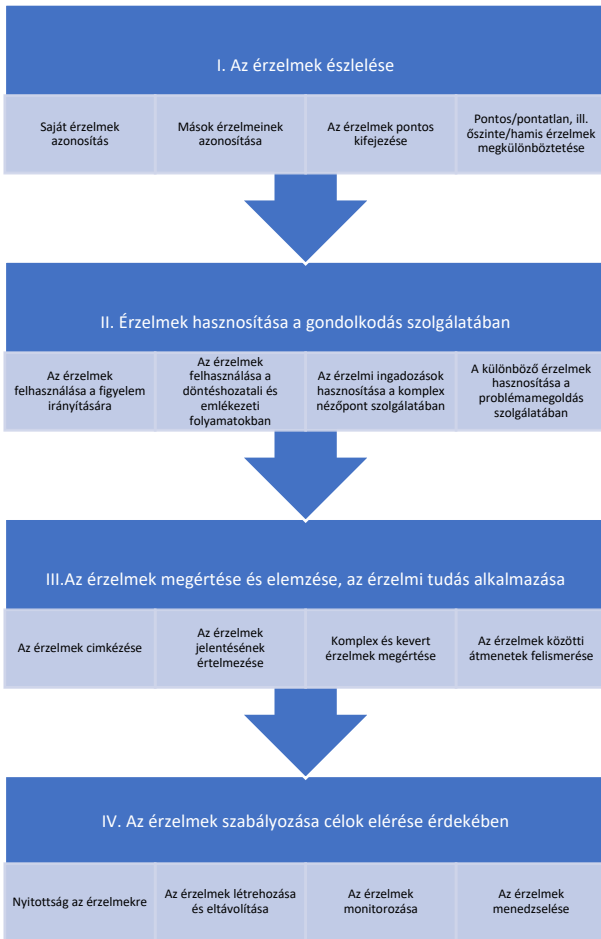 I. Az érzelmek észlelése
Saját érzelmek
azonosítás
Mások érzelmeinek
azonosítása
Az érzelmek pontos
kifejezése
Pontos/pontatlan, ill.
őszinte/hamis érzelmek
megkülönböztetése
II. Érzelmek hasznosítása a gondolkodás szolgálatában
Az érzelmek
felhasználása a figyelem
irányítására
Az érzelmek
felhasználása a
döntéshozatali és
emlékezeti
folyamatokban
Az érzelmi ingadozások
hasznosítása a komplex
nézőpont szolgálatában
A különböző érzelmek
hasznosítása a
problémamegoldás
szolgálatában
III.Az érzelmek megértése és elemzése, az érzelmi tudás alkalmazása
Az érzelmek cimkézése
Az érzelmek
jelentésének
értelmezése
Komplex és kevert
érzelmek megértése
Az érzelmek közötti
átmenetek felismerése
IV. Az érzelmek szabályozása célok elérése érdekében
Nyitottság az érzelmekre
Az érzelmek létrehozása
és eltávolítása
Az érzelmek
monitorozása
Az érzelmek
menedzselése